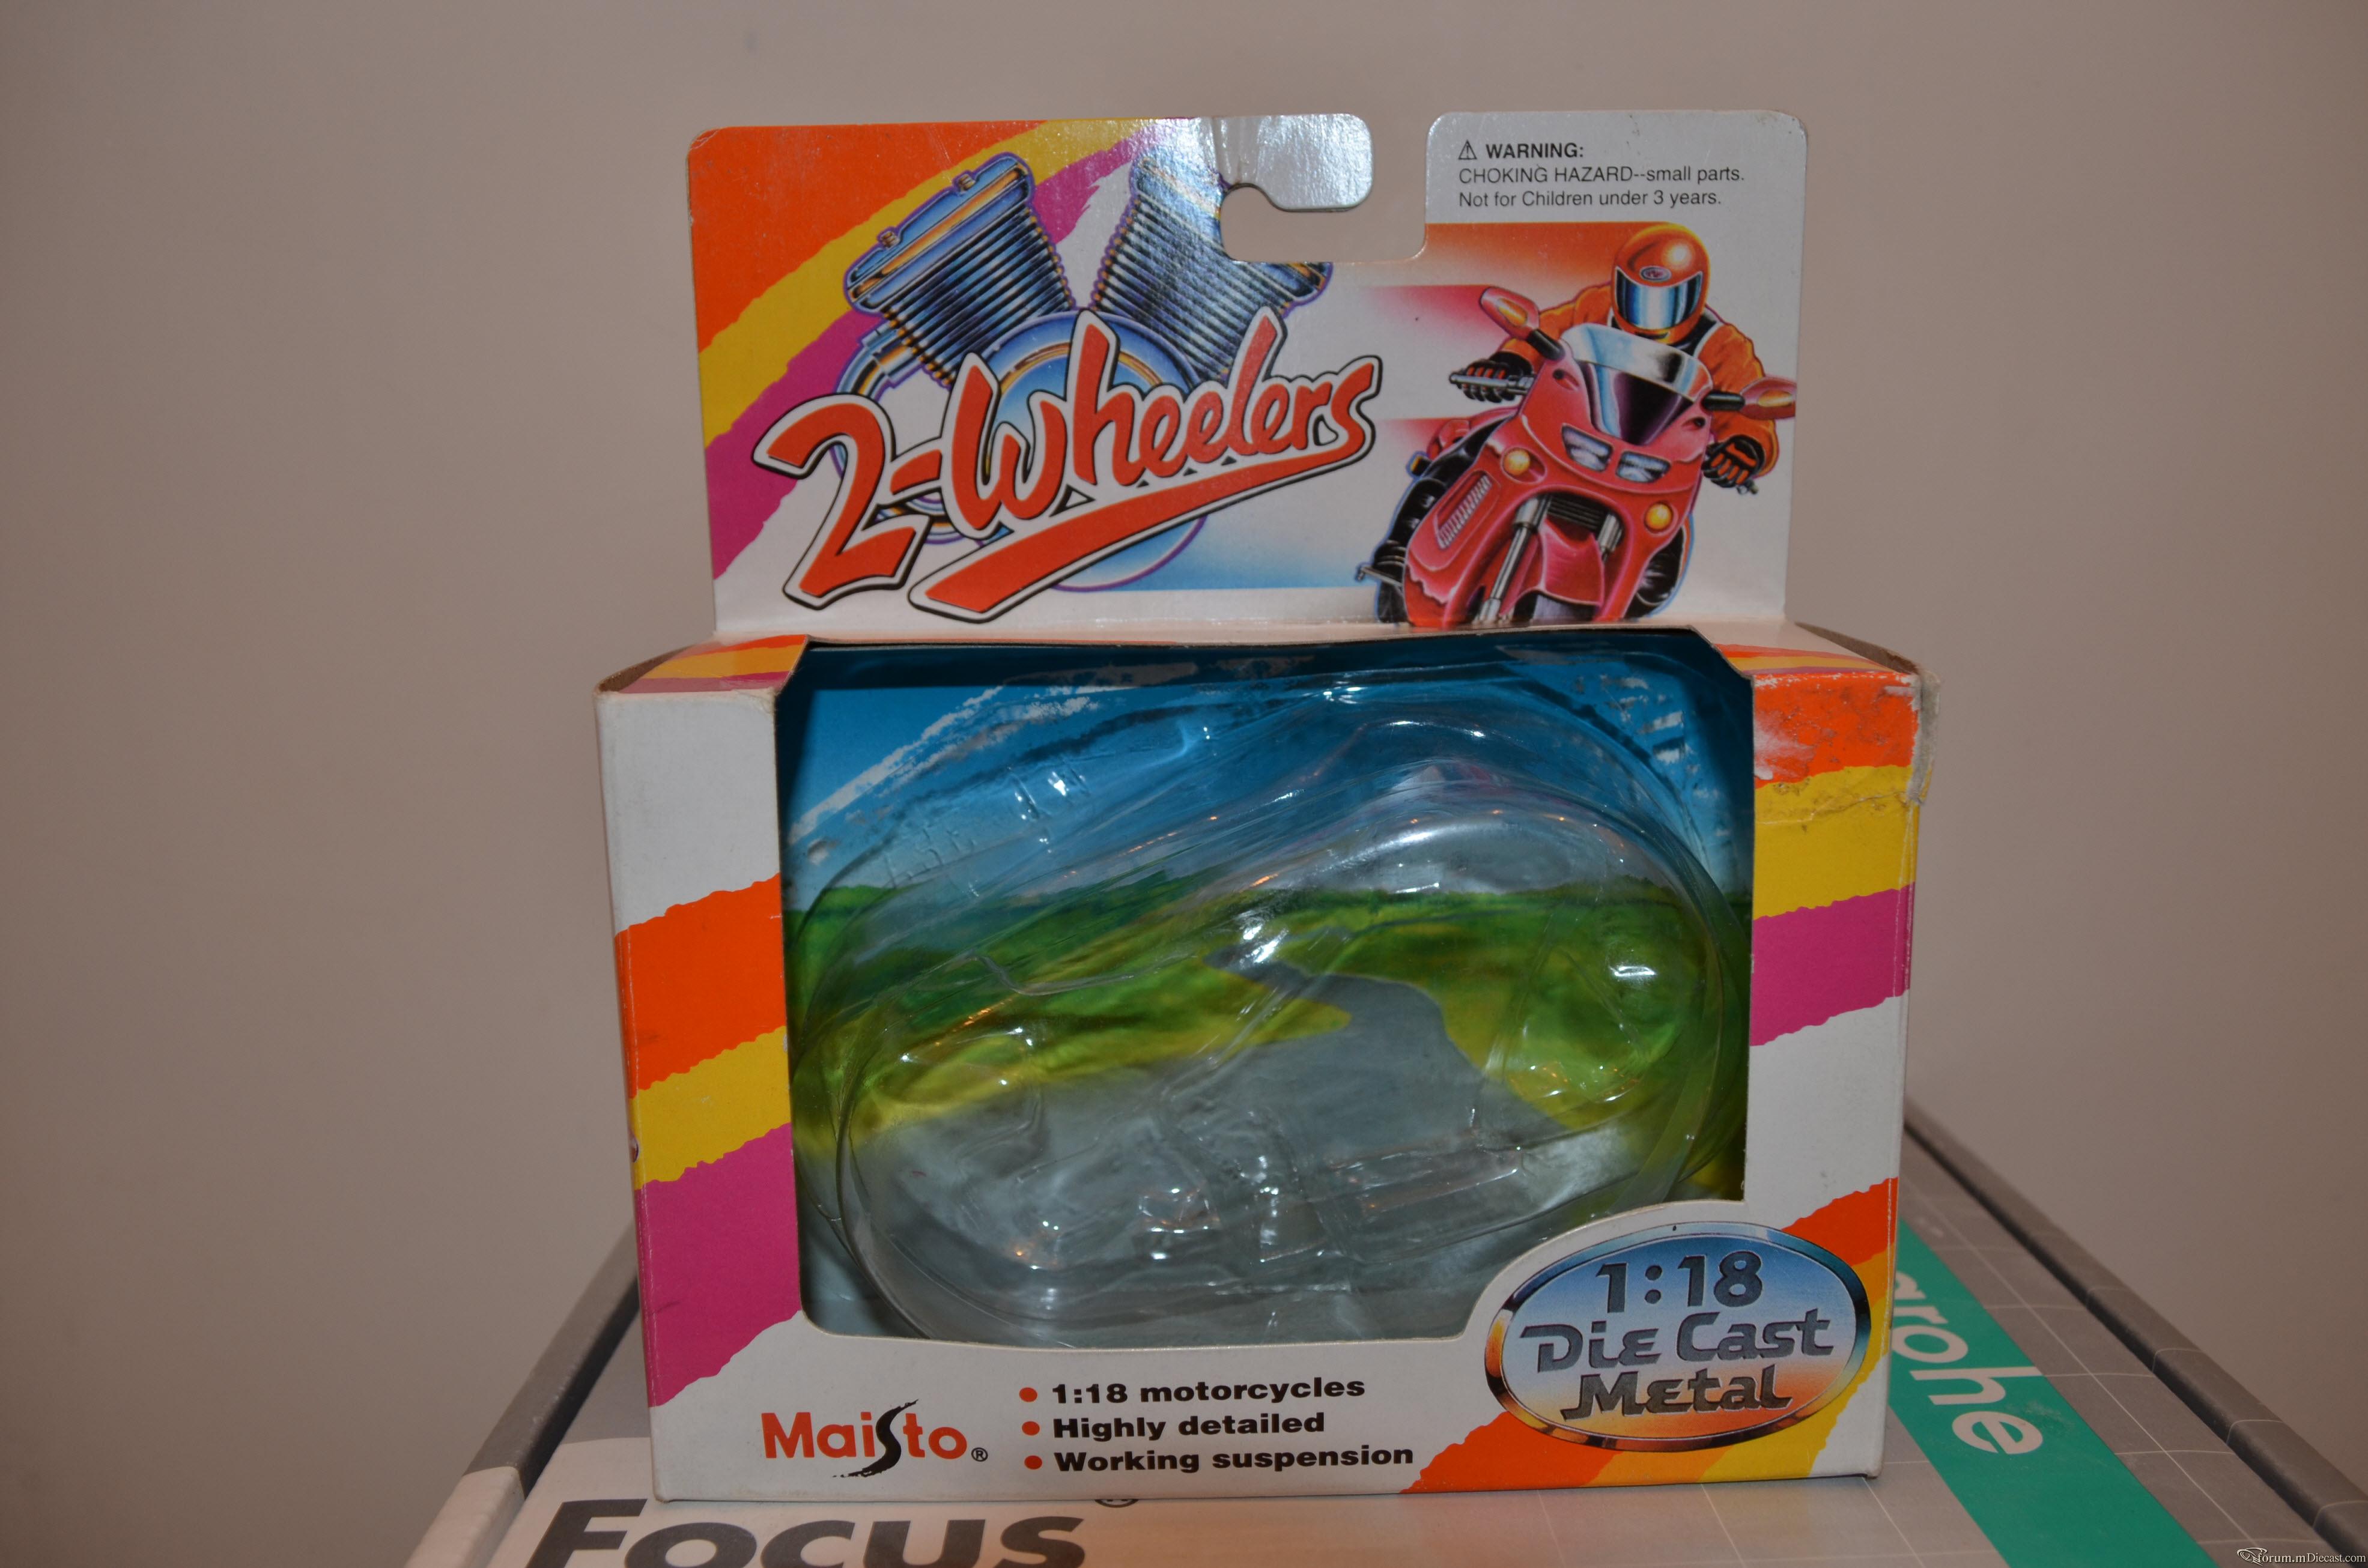 ⚠ WARNING:
CHOKING HAZARD--small parts.
Not for Children under 3 years.
2-Wheelers
1:18
Die Cast
Metal
Maisto®
• 1:18 motorcycles
• Highly detailed
• Working suspension
arohe
Focus®
forum.mDiecast.com